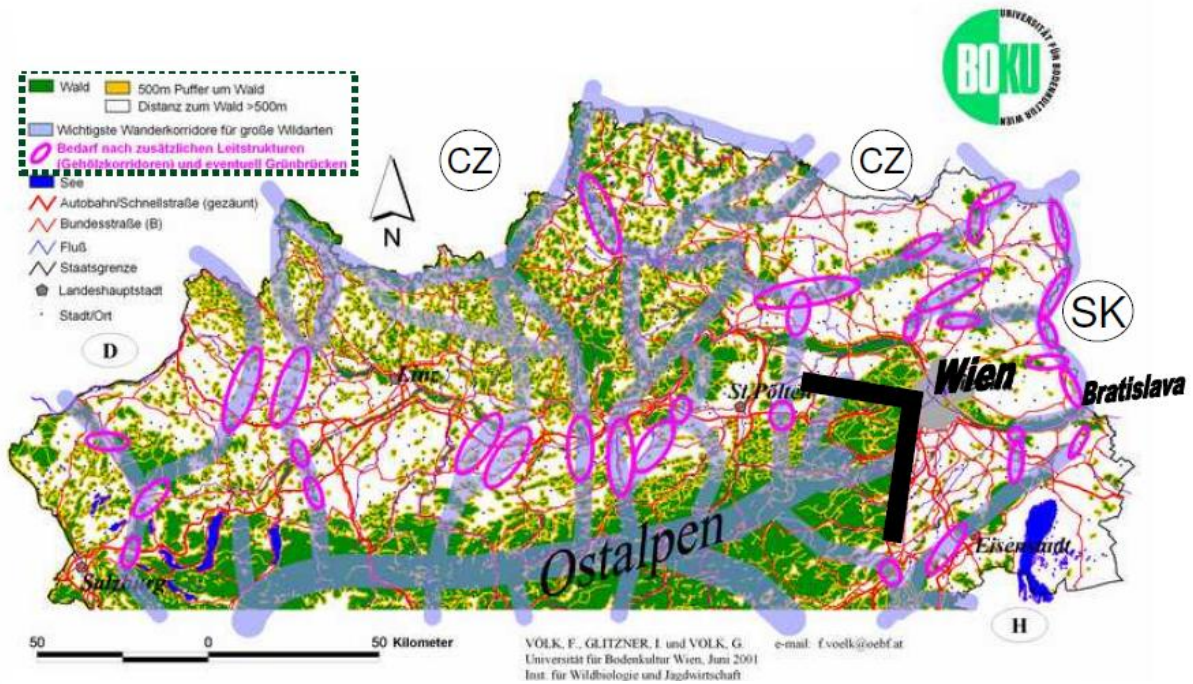 UNIVERSITÄT FÜR BODENKULTUR WIEN
BOKU
Wald
500m Puffer um Wald
Distanz zum Wald >500m
Wichtigste Wanderkorridore für große Wildarten
Bedarf nach zusätzlichen Leitstrukturen
(Gehölzkorridoren) und eventuell Grünbrücken
See
Autobahn/Schnellstraße (gezäunt)
Bundesstraße (B)
Fluß
Staatsgrenze
Landeshauptstadt
Stadt/Ort
N
CZ
CZ
SK
D
Linz
St.Pölten
Wien
Bratislava
Ostalpen
Eisenstadt
Salzburg
H
50 0 50 Kilometer
VÖLK, F., GLITZNER, I. und VÖLK, G. e-mail: f.voelk@oebf.at
Universität für Bodenkultur Wien, Juni 2001
Inst. für Wildbiologie und Jagdwirtschaft